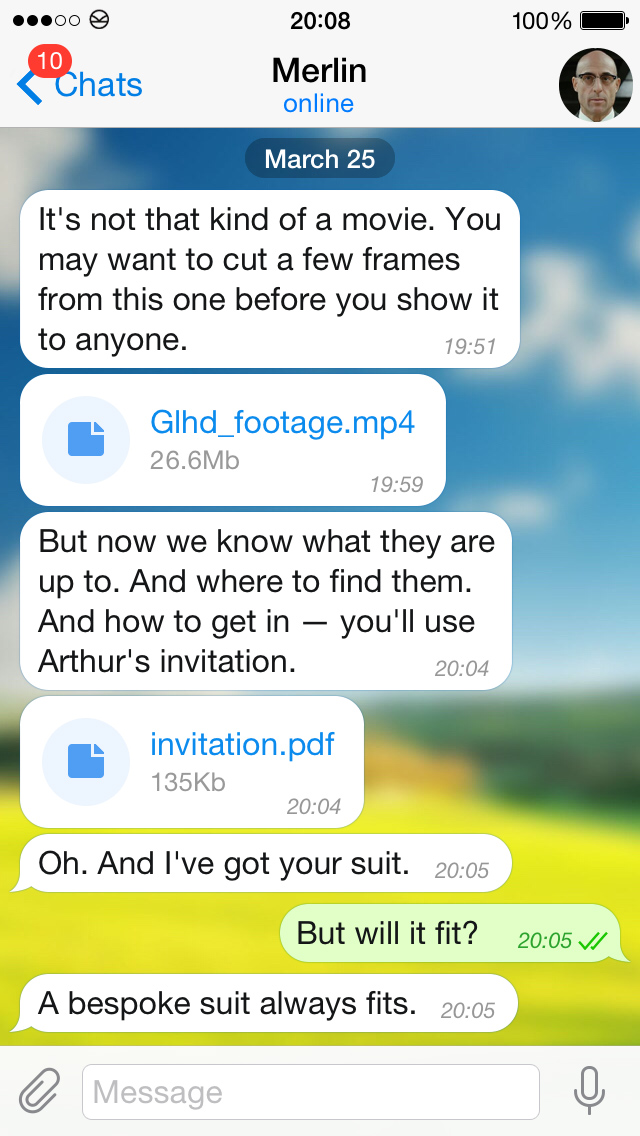 20:08
100%
10
Chats
Merlin
online
March 25
It's not that kind of a movie. You
may want to cut a few frames
from this one before you show it
to anyone.
19:51
Glhd_footage.mp4
26.6Mb
19:59
But now we know what they are
up to. And where to find them.
And how to get in — you'll use
Arthur's invitation.
20:04
invitation.pdf
135Kb
20:04
Oh. And I've got your suit.
20:05
But will it fit?
20:05
A bespoke suit always fits.
20:05
Message